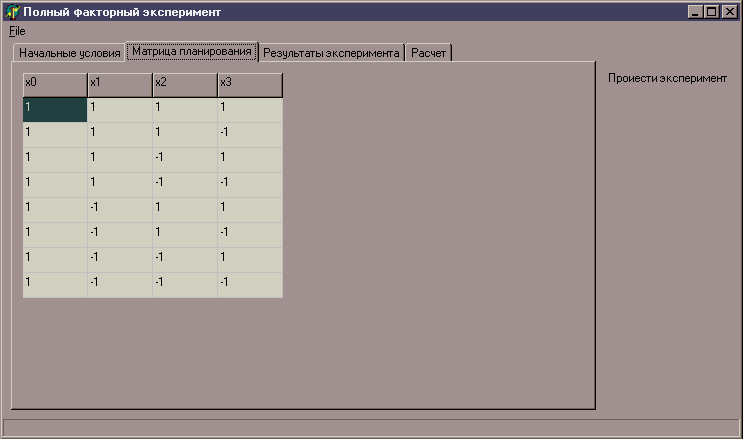 Полный факторный эксперимент
File
Начальные условия Матрица планирования Результаты эксперимента Расчет
Проиести эксперимент
x0 x1 x2 x3
1 1 1 1
1 1 1 -1
1 1 -1 1
1 1 -1 -1
1 -1 1 1
1 -1 1 -1
1 -1 -1 1
1 -1 -1 -1